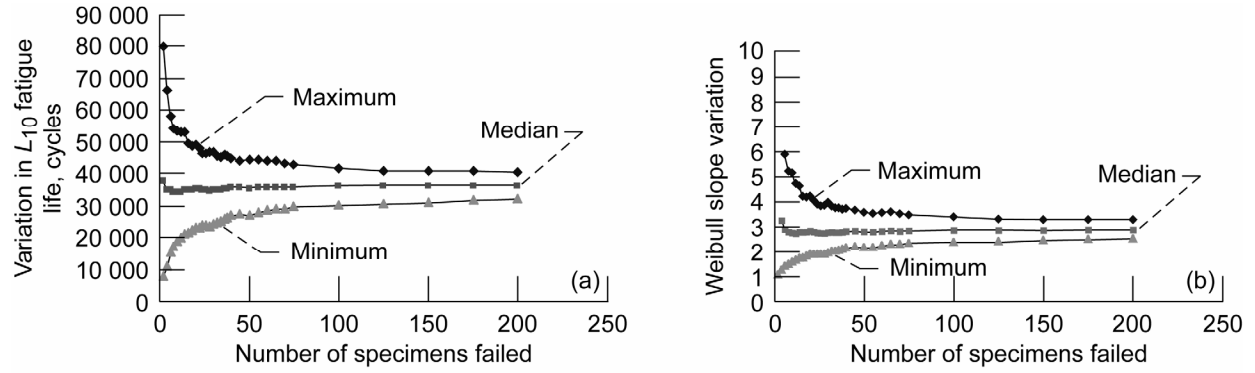 90 000
80 000
70 000
60 000
50 000
40 000
30 000
20 000
10 000
0
Variation in L10 fatigue
life, cycles
Maximum
Median
Minimum
(a)
0 50 100 150 200 250
Number of specimens failed
10
9
8
7
6
5
4
3
2
1
0
Weibull slope variation
Maximum
Median
Minimum
(b)
0 50 100 150 200 250
Number of specimens failed